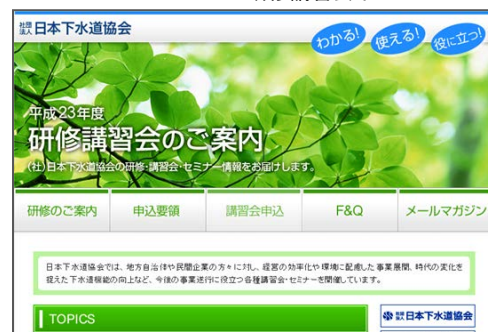 社団法人日本下水道協会
わかる! 使える! 役に立つ!
平成23年度
研修講習会のご案内
(社)日本下水道協会の研修・講習会・セミナー情報をお届けします。
研修のご案内 申込要領 講習会申込 F&Q メールマガジン
日本下水道協会では、地方自治体や民間企業の方々に対し、経営の効率化や環境に配慮した事業展開、時代の変化を
捉えた下水道機能の向上など、今後の事業遂行に役立つ各種講習会・セミナーを開催しています。
TOPICS
社団法人日本下水道協会